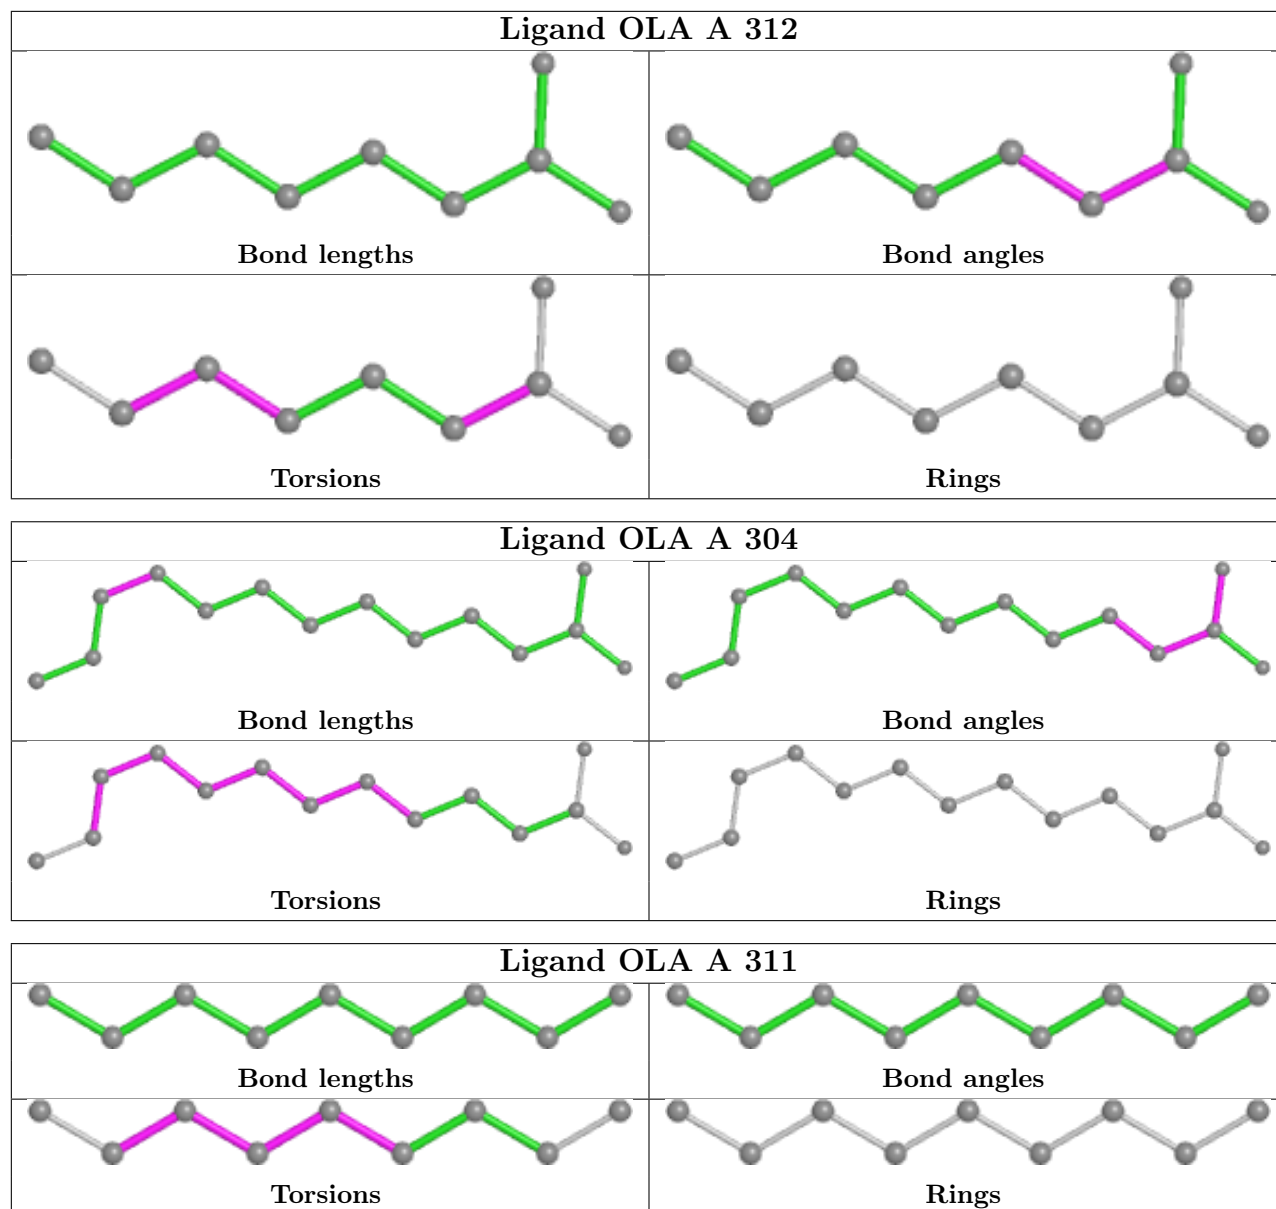 Ligand OLA A 312
Bond lengths
Bond angles
Torsions
Rings
Ligand OLA A 304
Bond lengths
Bond angles
Torsions
Rings
Ligand OLA A 311
Bond lengths
Bond angles
Torsions
Rings